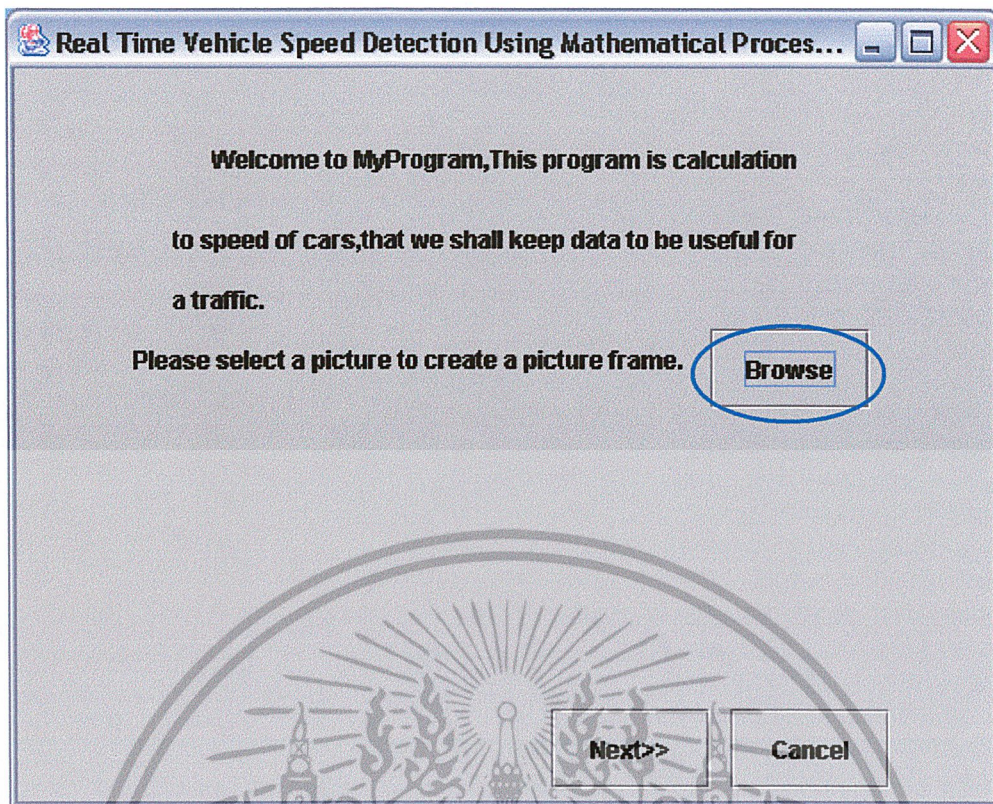 Real Time Vehicle Speed Detection Using Mathematical Proces...
Welcome to MyProgram,This program is calculation
to speed of cars,that we shall keep data to be useful for
a traffic.
Please select a picture to create a picture frame.
Browse
Next>>
Cancel